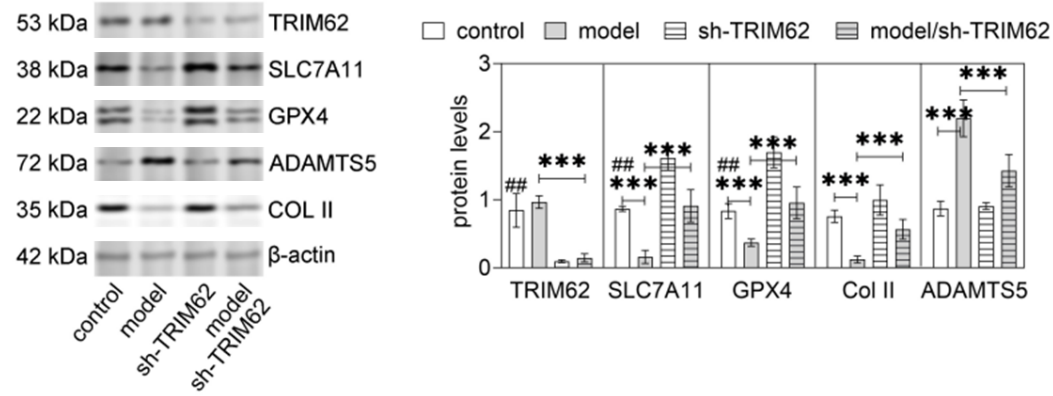 53 kDa TRIM62
38 kDa SLC7A11
22 kDa GPX4
72 kDa ADAMTS5
35 kDa COL II
42 kDa β-actin
control
model
sh-TRIM62
model
sh-TRIM62
control model sh-TRIM62 model/sh-TRIM62
protein levels
3
2
1
0
## *** ## *** *** ## *** *** *** *** *** ***
TRIM62 SLC7A11 GPX4 Col II ADAMTS5